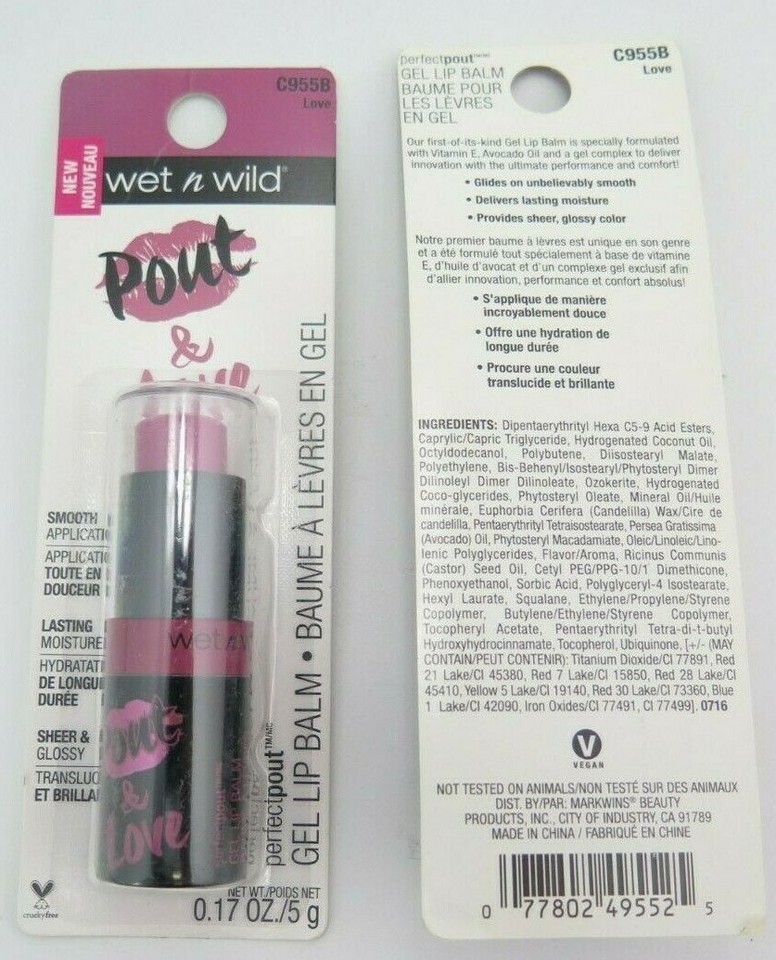 C955B
Love
NEW
NOUVEAU
wet n wild®
Pout
&
SMOOTH
APPLICATION
TOUTE EN
DOUCEUR
LASTING
MOISTURE
DE LONGUE
DURÉE
SHEER &
GLOSSY
ET BRILLA
wet n
&
Love
perfectpout™/MC
GEL LIP BALM
perfectpout™/MC
GEL LIP BALM • BAUME À LÈVRES EN GEL
crueltyfree
NET WT./POIDS NET
0.17 OZ./5 g
perfectpout™/MC
GEL LIP BALM
BAUME POUR
LES LÈVRES
EN GEL
C955B
Love
Our first-of-its-kind Gel Lip Balm is specially formulated
with Vitamin E, Avocado Oil and a gel complex to deliver
innovation with the ultimate performance and comfort!
• Glides on unbelievably smooth
• Delivers lasting moisture
• Provides sheer, glossy color
Notre premier baume à lèvres est unique en son genre
et a été formulé tout spécialement à base de vitamine
E, d'huile d'avocat et d'un complexe gel exclusif afin
d'allier innovation, performance et confort absolus!
• S'applique de manière
incroyablement douce
• Offre une hydration de
longue durée
• Procure une couleur
translucide et brillante
INGREDIENTS: Dipentaerythrityl Hexa C5-9 Acid Esters,
Caprylic/Capric Triglyceride, Hydrogenated Coconut Oil,
Octyldodecanol, Polybutene, Diisostearyl Malate,
Polyethylene, Bis-Behenyl/Isostearyl/Phytosteryl Dimer
Dilinoleyl Dimer Dilinoleate, Ozokerite, Hydrogenated
Coco-glycerides, Phytosteryl Oleate, Mineral Oil/Huile
minérale, Euphorbia Cerifera (Candelilla) Wax/Cire de
candelilla, Pentaerythrityl Tetraisostearate, Persea Gratissima
(Avocado) Oil, Phytosteryl Macadamiate, Oleic/Linoleic/Lino-
lenic Polyglycerides, Flavor/Aroma, Ricinus Communis
(Castor) Seed Oil, Cetyl PEG/PPG-10/1 Dimethicone,
Phenoxyethanol, Sorbic Acid, Polyglyceryl-4 Isostearate,
Hexyl Laurate, Squalane, Ethylene/Propylene/Styrene
Copolymer, Butylene/Ethylene/Styrene Copolymer,
Tocopheryl Acetate, Pentaerythrityl Tetra-di-t-butyl
Hydroxyhydrocinnamate, Tocopherol, Ubiquinone, [+/- (MAY
CONTAIN/PEUT CONTENIR): Titanium Dioxide/CI 77891, Red
21 Lake/CI 45380, Red 7 Lake/CI 15850, Red 28 Lake/CI
45410, Yellow 5 Lake/CI 19140, Red 30 Lake/CI 73360, Blue
1 Lake/CI 42090, Iron Oxides/CI 77491, CI 77499]. 0716
V
VEGAN
NOT TESTED ON ANIMALS/NON TESTÉ SUR DES ANIMAUX
DIST. BY/PAR: MARKWINS® BEAUTY
PRODUCTS, INC., CITY OF INDUSTRY, CA 91789
MADE IN CHINA / FABRIQUÉ EN CHINE
0 77802 49552 5